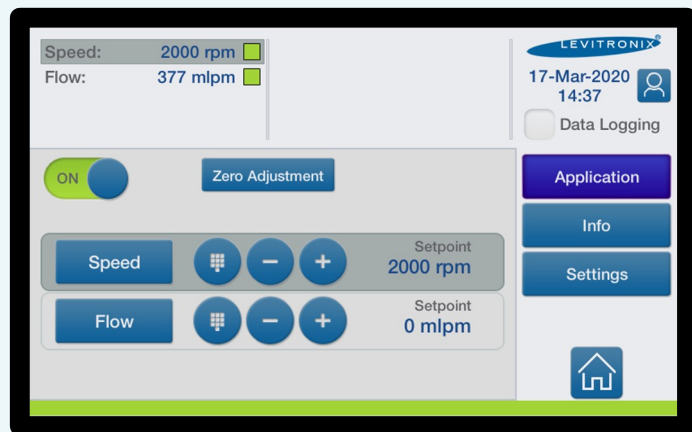 Speed: 2000 rpm
Flow: 377 mlpm
LEVITRONIX®
17-Mar-2020
14:37
Data Logging
ON
Zero Adjustment
Application
Info
Settings
Speed
Setpoint
2000 rpm
Flow
Setpoint
0 mlpm